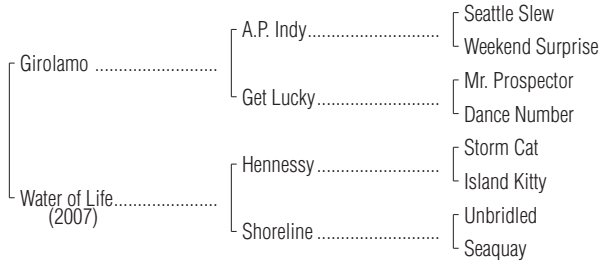 Seattle Slew
A.P. Indy
Weekend Surprise
Girolamo
Mr. Prospector
Get Lucky
Dance Number
Storm Cat
Hennessy
Island Kitty
Water of Life
(2007)
Unbridled
Shoreline
Seaquay